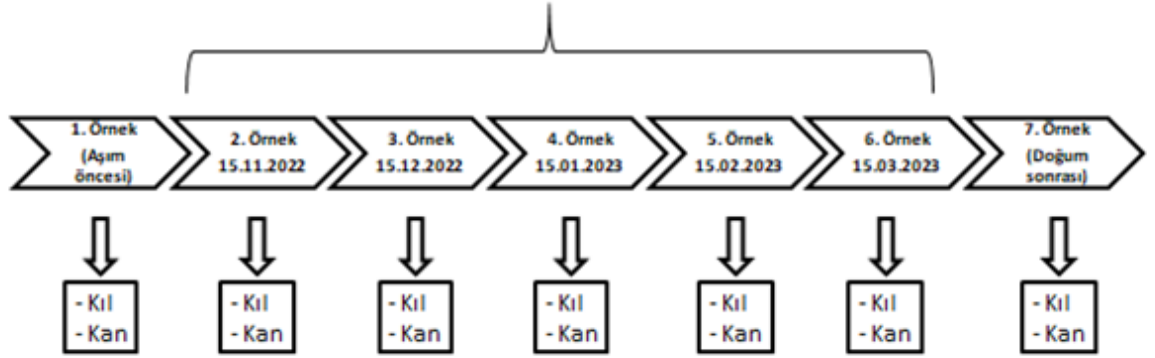 1. Örnek
(Aşım
öncesi)
2. Örnek
15.11.2022
3. Örnek
15.12.2022
4. Örnek
15.01.2023
5. Örnek
15.02.2023
6. Örnek
15.03.2023
7. Örnek
(Doğum
sonrası)
- Kıl
- Kan
- Kıl
- Kan
- Kıl
- Kan
- Kıl
- Kan
- Kıl
- Kan
- Kıl
- Kan
- Kıl
- Kan